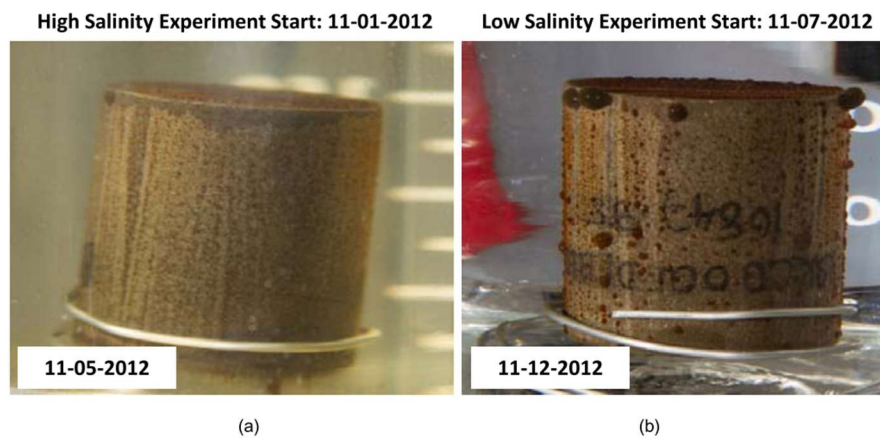 High Salinity Experiment Start: 11-01-2012
Low Salinity Experiment Start: 11-07-2012
11-05-2012
11-12-2012
(a)
(b)